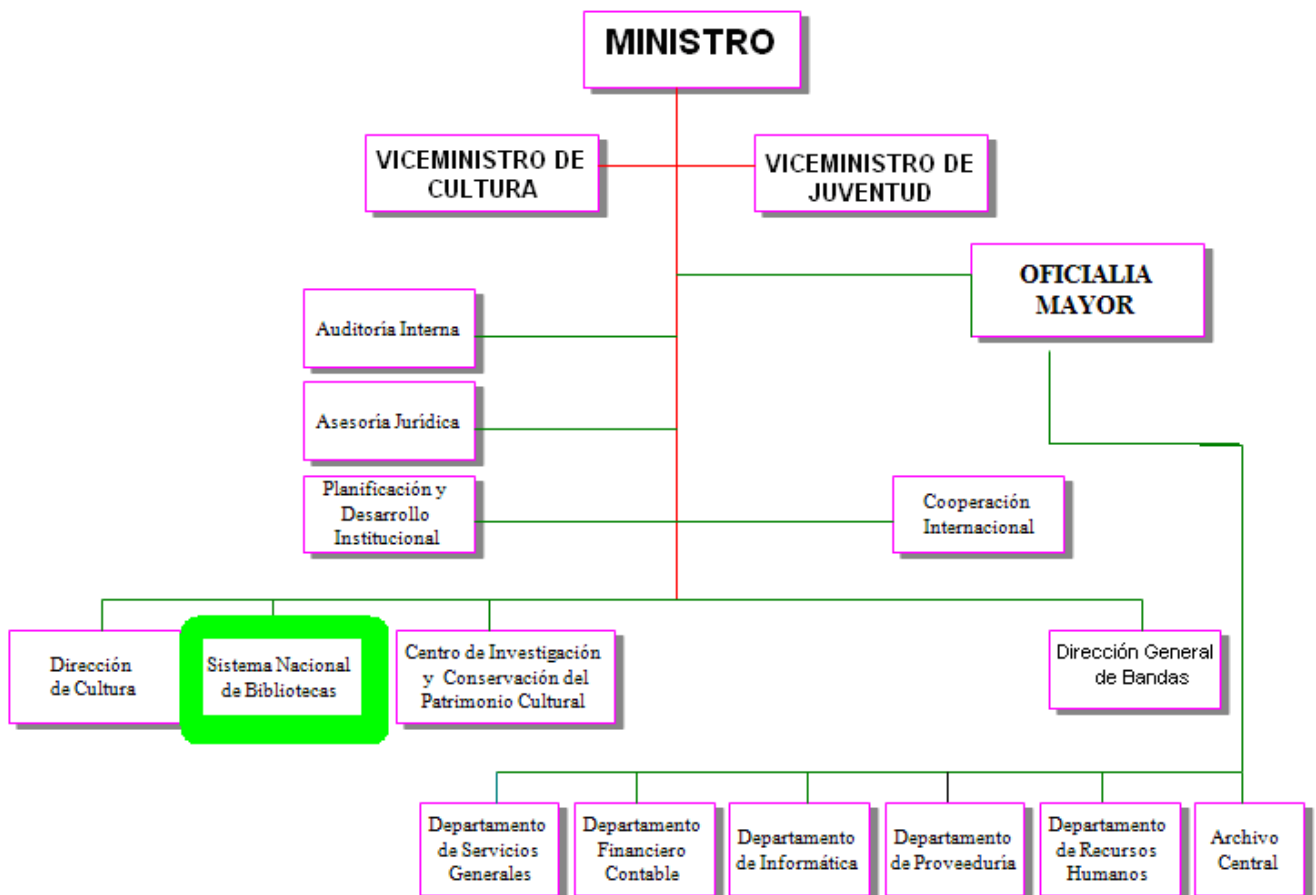 MINISTRO
VICEMINISTRO DE
CULTURA
VICEMINISTRO DE
JUVENTUD
OFICIALIA
MAYOR
Auditoría Interna
Asesoría Jurídica
Planificación y
Desarrollo
Institucional
Cooperación
Internacional
Dirección
de Cultura
Sistema Nacional
de Bibliotecas
Centro de Investigación
y Conservación del
Patrimonio Cultural
Dirección General
de Bandas
Departamento
de Servicios
Generales
Departamento
Financiero
Contable
Departamento
de Informática
Departamento
de Proveeduría
Departamento
de Recursos
Humanos
Archivo
Central